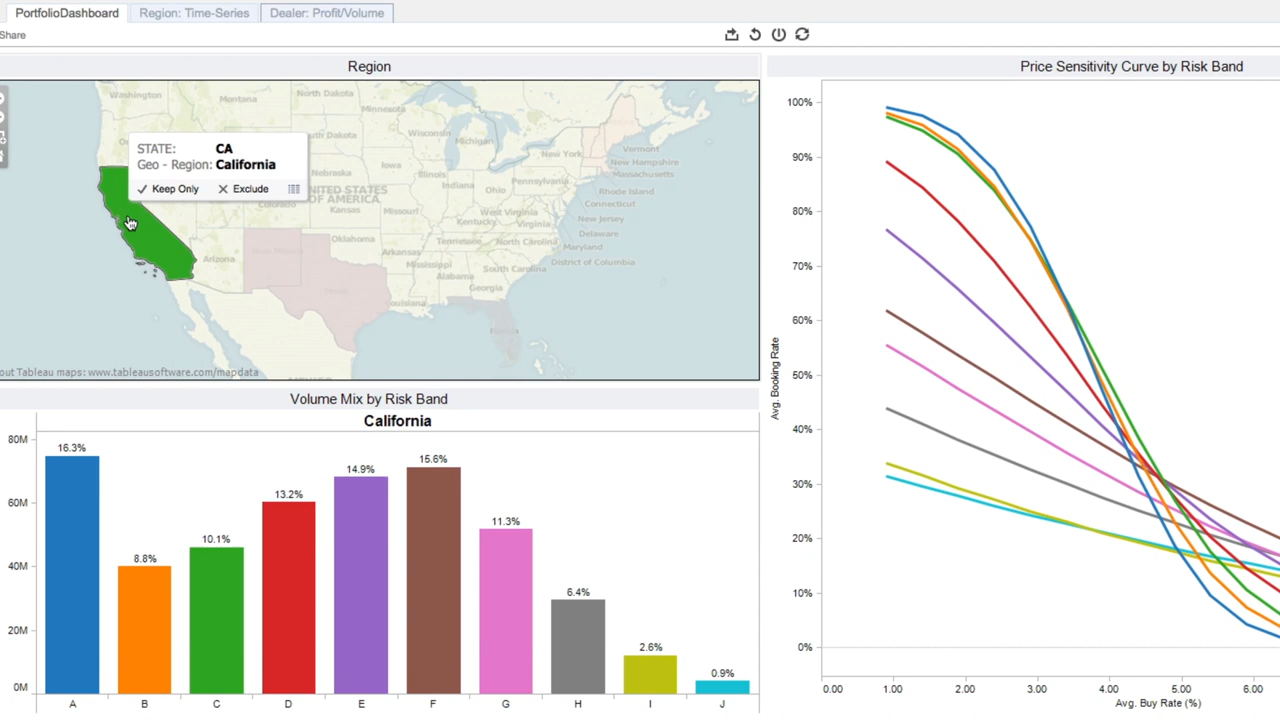 PortfolioDashboard
Region: Time-Series
Dealer: Profit/Volume
Share
Region
Washington
Montana
North Dakota
Minnesota
STATE: CA
Geo - Region: California
Keep Only
Exclude
Wisconsin
Michigan
Vermont
New York
New Hampshire
Massachusetts
Nebraska
Iowa
Illinois
Indiana
Ohio
Pennsylvania
Rhode Island
Connecticut
UNITED STATES
OF AMERICA
Colorado
Kansas
Missouri
West Virginia
New Jersey
Kentucky
Virginia
Delaware
Maryland
Arizona
Oklahoma
Tennessee
North Carolina
District of Columbia
Arkansas
Mississippi
Alabama
South Carolina
Georgia
Texas
Louisiana
Florida
out Tableau maps: www.tableausoftware.com/mapdata
Volume Mix by Risk Band
California
80M
60M
40M
20M
0M
16.3%
8.8%
10.1%
13.2%
14.9%
15.6%
11.3%
6.4%
2.6%
0.9%
A B C D E F G H I J
Price Sensitivity Curve by Risk Band
Avg. Booking Rate
100%
90%
80%
70%
60%
50%
40%
30%
20%
10%
0%
0.00 1.00 2.00 3.00 4.00 5.00 6.00
Avg. Buy Rate (%)